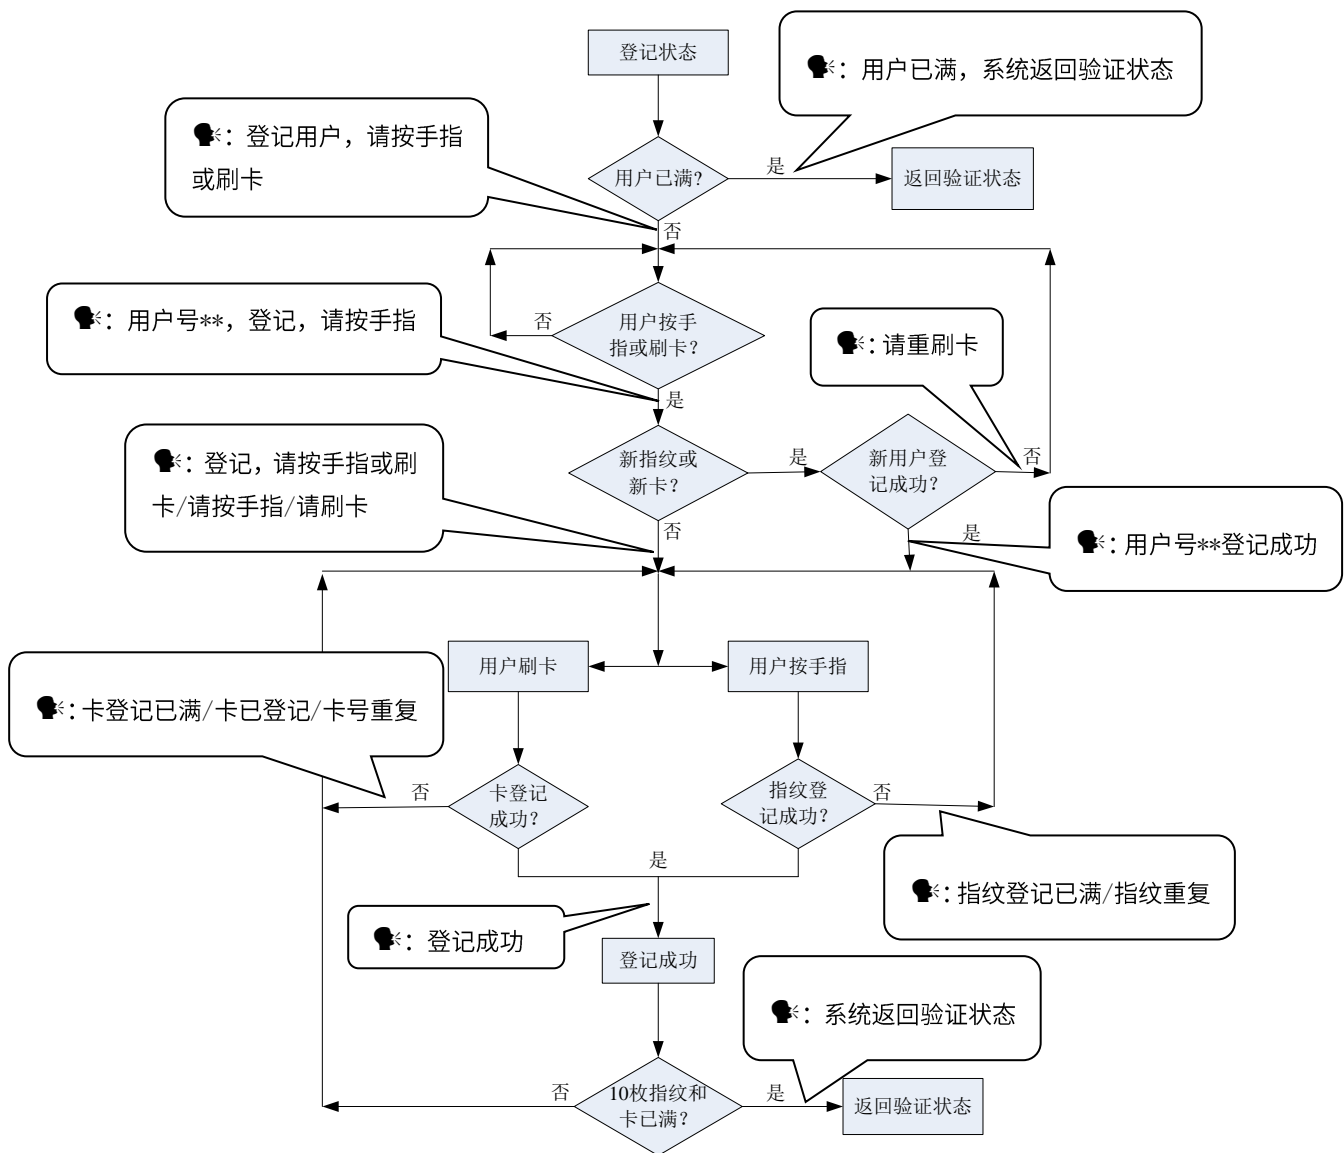 登记状态
🗣：用户已满，系统返回验证状态
🗣：登记用户，请按手指
或刷卡
用户已满？
是
返回验证状态
否
🗣：用户号**，登记，请按手指
否
用户按手
指或刷卡？
🗣：请重刷卡
是
🗣：登记，请按手指或刷
卡/请按手指/请刷卡
新指纹或
新卡？
是
新用户登
记成功？
否
否
是
🗣：用户号**登记成功
用户刷卡
用户按手指
🗣：卡登记已满/卡已登记/卡号重复
否
卡登记
成功？
指纹登
记成功？
否
是
🗣：指纹登记已满/指纹重复
🗣：登记成功
登记成功
🗣：系统返回验证状态
否
10枚指纹和
卡已满？
是
返回验证状态